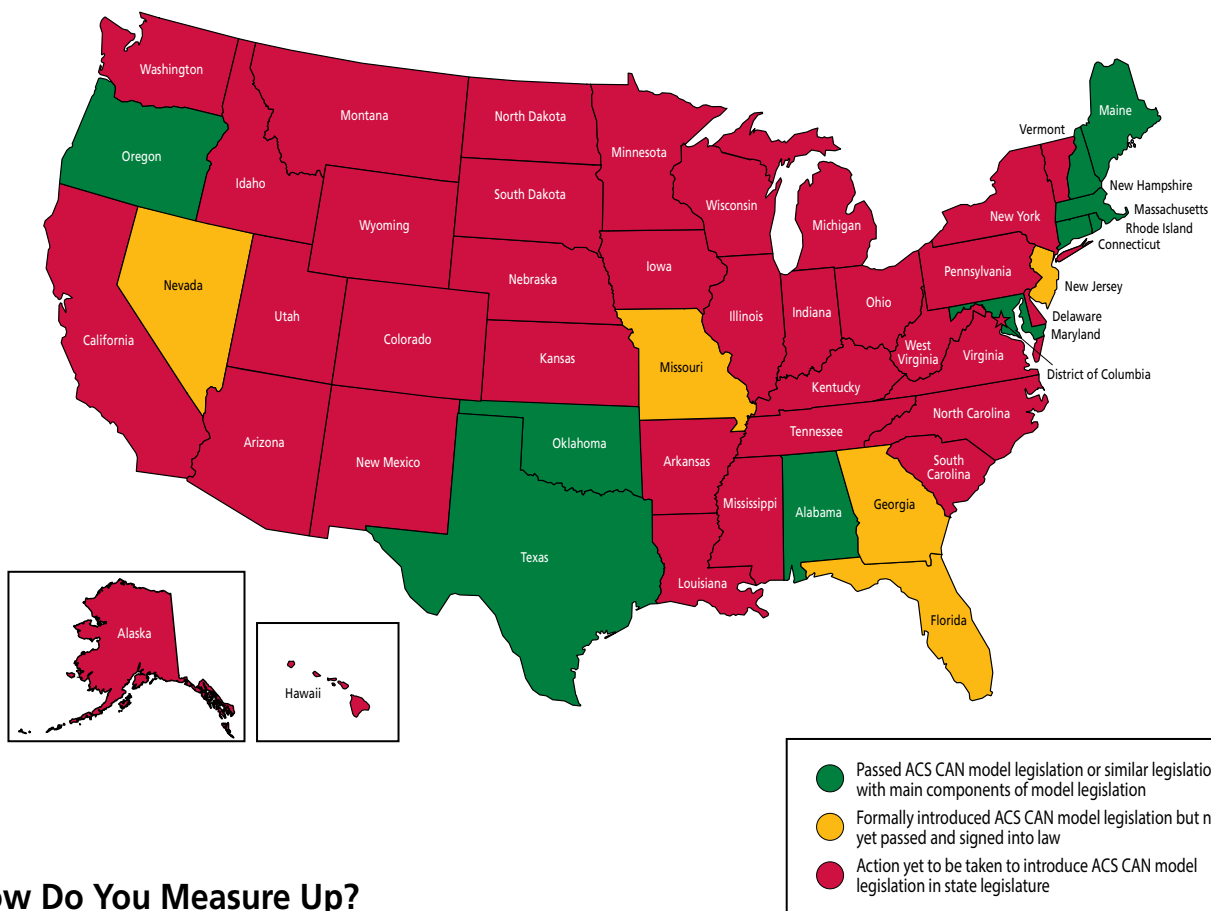 Washington
Montana
North Dakota
Minnesota
Maine
Vermont
Oregon
Idaho
South Dakota
Wisconsin
Michigan
New York
New Hampshire
Massachusetts
Rhode Island
Connecticut
Wyoming
Nebraska
Iowa
Pennsylvania
New Jersey
Nevada
Utah
Colorado
Kansas
Missouri
Illinois
Indiana
Ohio
West
Virginia
Virginia
Delaware
Maryland
District of Columbia
California
Kentucky
Arizona
New Mexico
Oklahoma
Arkansas
Tennessee
North Carolina
South
Carolina
Mississippi
Alabama
Georgia
Texas
Louisiana
Florida
Alaska
Hawaii
Passed ACS CAN model legislation or similar legislatio
with main components of model legislation
Formally introduced ACS CAN model legislation but n
yet passed and signed into law
Action yet to be taken to introduce ACS CAN model
legislation in state legislature
ow Do You Measure Up?